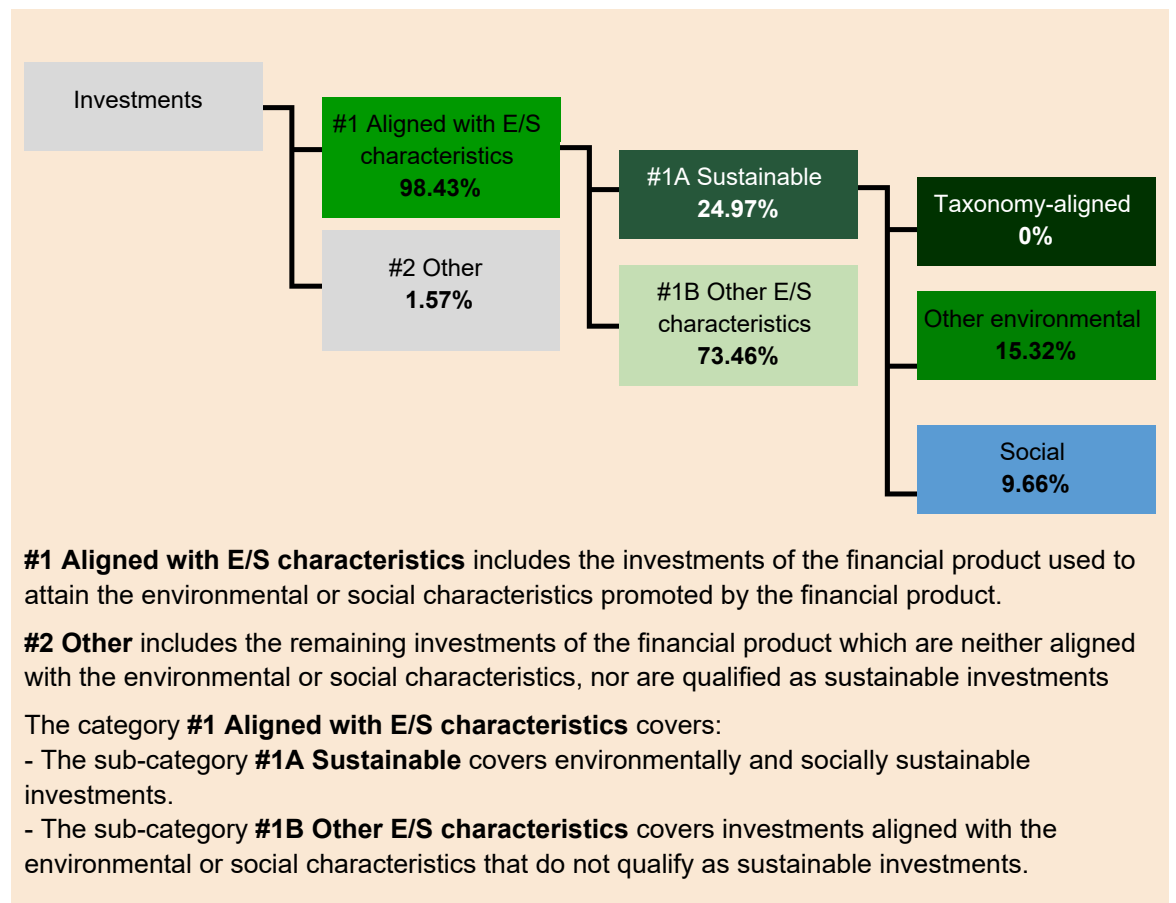 Investments
#1 Aligned with E/S
characteristics
98.43%
#2 Other
1.57%
#1A Sustainable
24.97%
#1B Other E/S
characteristics
73.46%
Taxonomy-aligned
0%
Other environmental
15.32%
Social
9.66%
#1 Aligned with E/S characteristics includes the investments of the financial product used to
attain the environmental or social characteristics promoted by the financial product.
#2 Other includes the remaining investments of the financial product which are neither aligned
with the environmental or social characteristics, nor are qualified as sustainable investments
The category #1 Aligned with E/S characteristics covers:
- The sub-category #1A Sustainable covers environmentally and socially sustainable
investments.
- The sub-category #1B Other E/S characteristics covers investments aligned with the
environmental or social characteristics that do not qualify as sustainable investments.